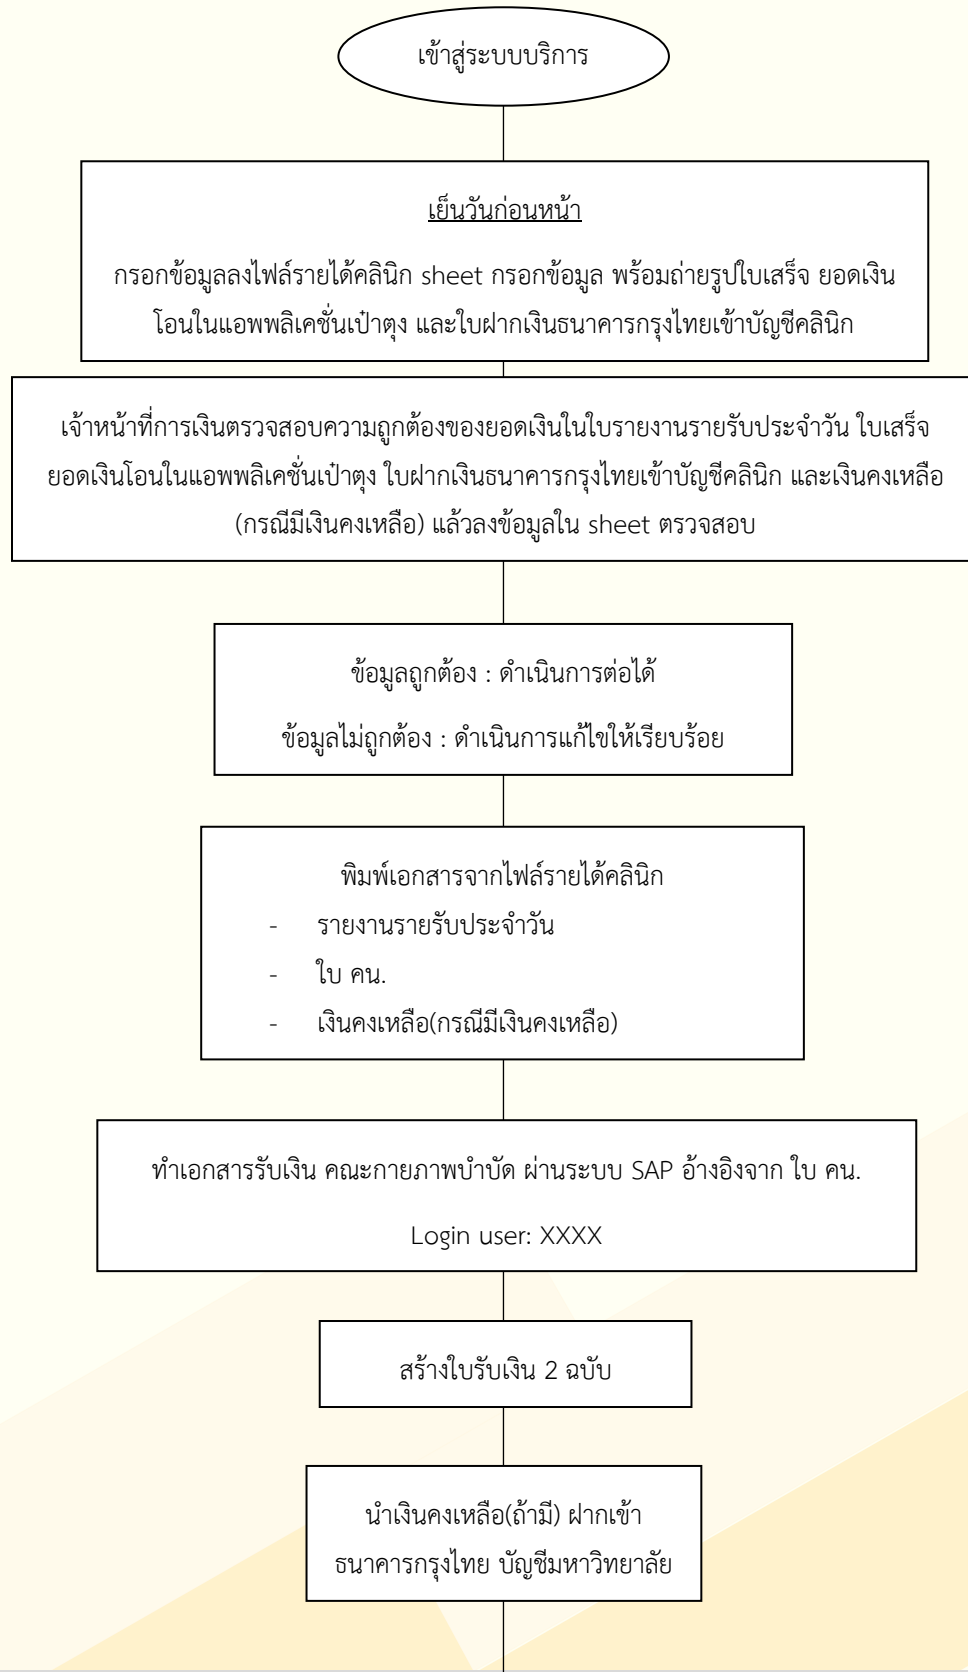 เข้าสู่ระบบบริการ
เย็นวันก่อนหน้า
กรอกข้อมูลลงไฟล์รายได้คลินิก sheet กรอกข้อมูล พร้อมถ่ายรูปใบเสร็จ ยอดเงิน
โอนในแอพพลิเคชั่นเป๋าตุง และใบฝากเงินธนาคารกรุงไทยเข้าบัญชีคลินิก
เจ้าหน้าที่การเงินตรวจสอบความถูกต้องของยอดเงินในใบรายงานรายรับประจำวัน ใบเสร็จ
ยอดเงินโอนในแอพพลิเคชั่นเป๋าตุง ใบฝากเงินธนาคารกรุงไทยเข้าบัญชีคลินิก และเงินคงเหลือ
(กรณีมีเงินคงเหลือ) แล้วลงข้อมูลใน sheet ตรวจสอบ
ข้อมูลถูกต้อง : ดำเนินการต่อได้
ข้อมูลไม่ถูกต้อง : ดำเนินการแก้ไขให้เรียบร้อย
พิมพ์เอกสารจากไฟล์รายได้คลินิก
- รายงานรายรับประจำวัน
- ใบ คน.
- เงินคงเหลือ(กรณีมีเงินคงเหลือ)
ทำเอกสารรับเงิน คณะกายภาพบำบัด ผ่านระบบ SAP อ้างอิงจาก ใบ คน.
Login user: XXXX
สร้างใบรับเงิน 2 ฉบับ
นำเงินคงเหลือ(ถ้ามี) ฝากเข้า
ธนาคารกรุงไทย บัญชีมหาวิทยาลัย